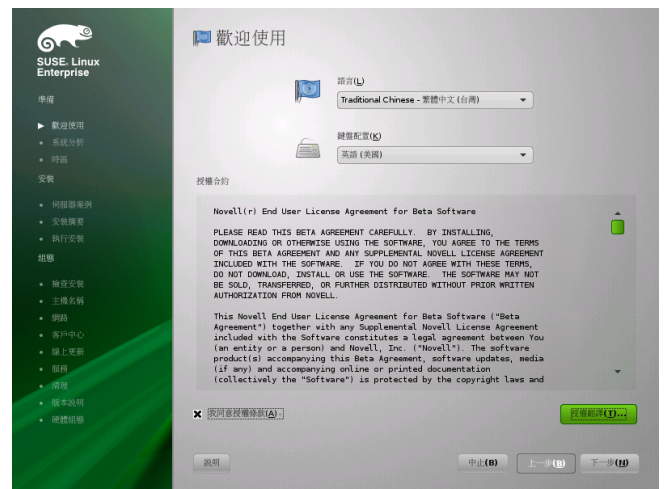 SUSE® Linux
Enterprise
準備
歡迎使用
系統分析
時區
安裝
伺服器案例
安裝摘要
執行安裝
組態
檢查安裝
主機名稱
網路
客戶中心
線上更新
服務
清理
版本說明
硬體組態
歡迎使用
語言(L)
Traditional Chinese - 繁體中文 (台灣)
鍵盤配置(K)
英語 (美國)
授權合約
Novell(r) End User License Agreement for Beta Software
PLEASE READ THIS BETA AGREEMENT CAREFULLY. BY INSTALLING,
DOWNLOADING OR OTHERWISE USING THE SOFTWARE, YOU AGREE TO THE TERMS
OF THIS BETA AGREEMENT AND ANY SUPPLEMENTAL NOVELL LICENSE AGREEMENT
INCLUDED WITH THE SOFTWARE. IF YOU DO NOT AGREE WITH THESE TERMS,
DO NOT DOWNLOAD, INSTALL OR USE THE SOFTWARE. THE SOFTWARE MAY NOT
BE SOLD, TRANSFERRED, OR FURTHER DISTRIBUTED WITHOUT PRIOR WRITTEN
AUTHORIZATION FROM NOVELL.
This Novell End User License Agreement for Beta Software ("Beta
Agreement") together with any Supplemental Novell License Agreement
included with the Software constitutes a legal agreement between You
(an entity or a person) and Novell, Inc. ("Novell"). The software
product(s) accompanying this Beta Agreement, software updates, media
(if any) and accompanying online or printed documentation
(collectively the "Software") is protected by the copyright laws and
我同意授權條款(A)。
授權翻譯(T)...
說明
中止(B)
上一步(B)
下一步(N)